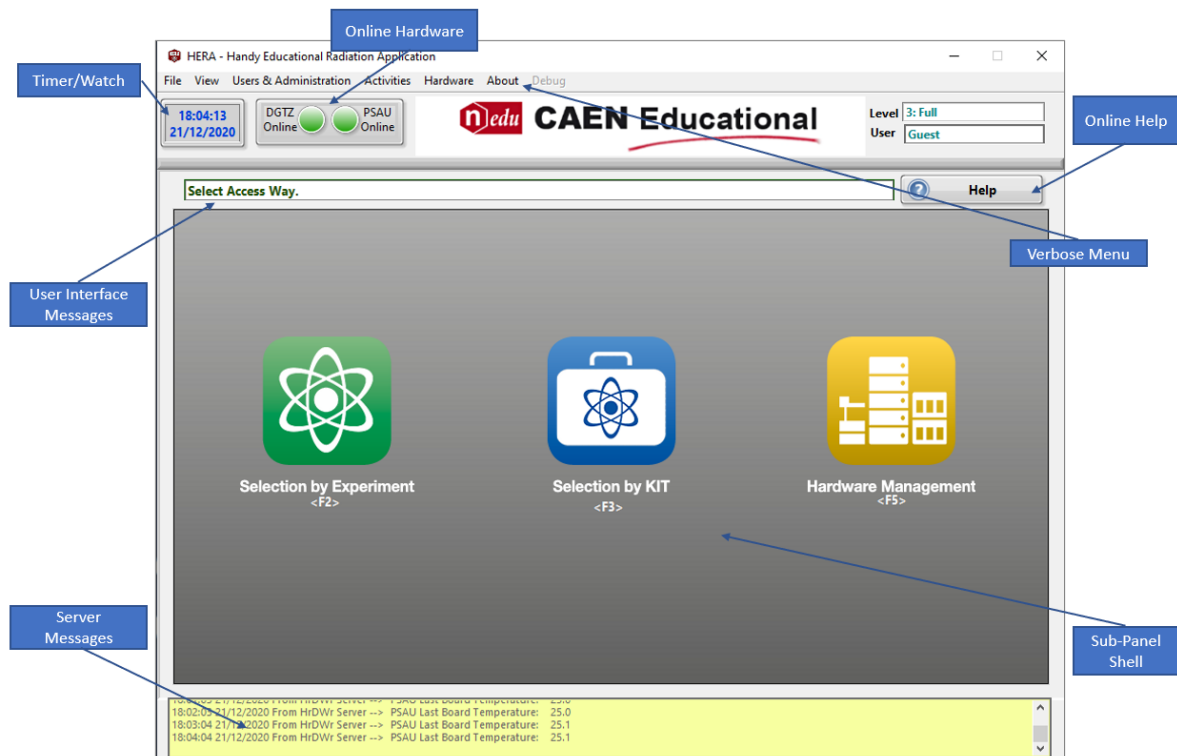 Online Hardware
HERA - Handy Educational Radiation Application
Timer/Watch
File View Users & Administration Activities Hardware About Debug
18:04:13
21/12/2020
DGTZ
Online
PSAU
Online
n edu CAEN Educational
Level 3: Full
User Guest
Online Help
Select Access Way.
Help
Verbose Menu
User Interface
Messages
Selection by Experiment
<F2>
Selection by KIT
<F3>
Hardware Management
<F5>
Server
Messages
Sub-Panel
Shell
18:02:03 21/12/2020 From HrDWr Server --> PSAU Last Board Temperature: 25.0
18:03:04 21/12/2020 From HrDWr Server --> PSAU Last Board Temperature: 25.1
18:04:04 21/12/2020 From HrDWr Server --> PSAU Last Board Temperature: 25.1